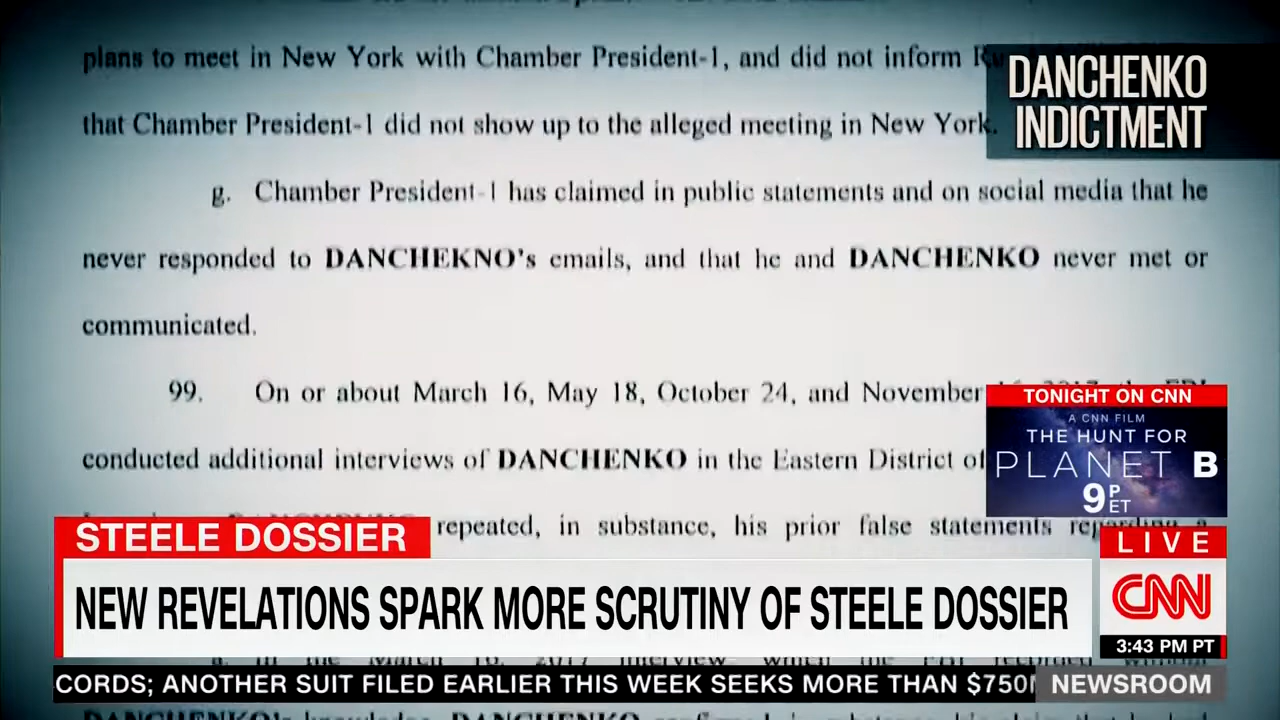 plans to meet in New York with Chamber President-1, and did not inform
that Chamber President-1 did not show up to the alleged meeting in New York.
DANCHENKO
INDICTMENT
g. Chamber President-1 has claimed in public statements and on social media that he
never responded to DANCHEKNO's emails, and that he and DANCHENKO never met or
communicated.
99. On or about March 16, May 18, October 24, and November
conducted additional interviews of DANCHENKO in the Eastern District of
TONIGHT ON CNN
A CNN FILM
THE HUNT FOR
PLANET B
9P
ET
repeated, in substance, his prior false statements regarding a
STEELE DOSSIER
NEW REVELATIONS SPARK MORE SCRUTINY OF STEELE DOSSIER
LIVE
CNN
3:43 PM PT
CORDS; ANOTHER SUIT FILED EARLIER THIS WEEK SEEKS MORE THAN $750
NEWSROOM